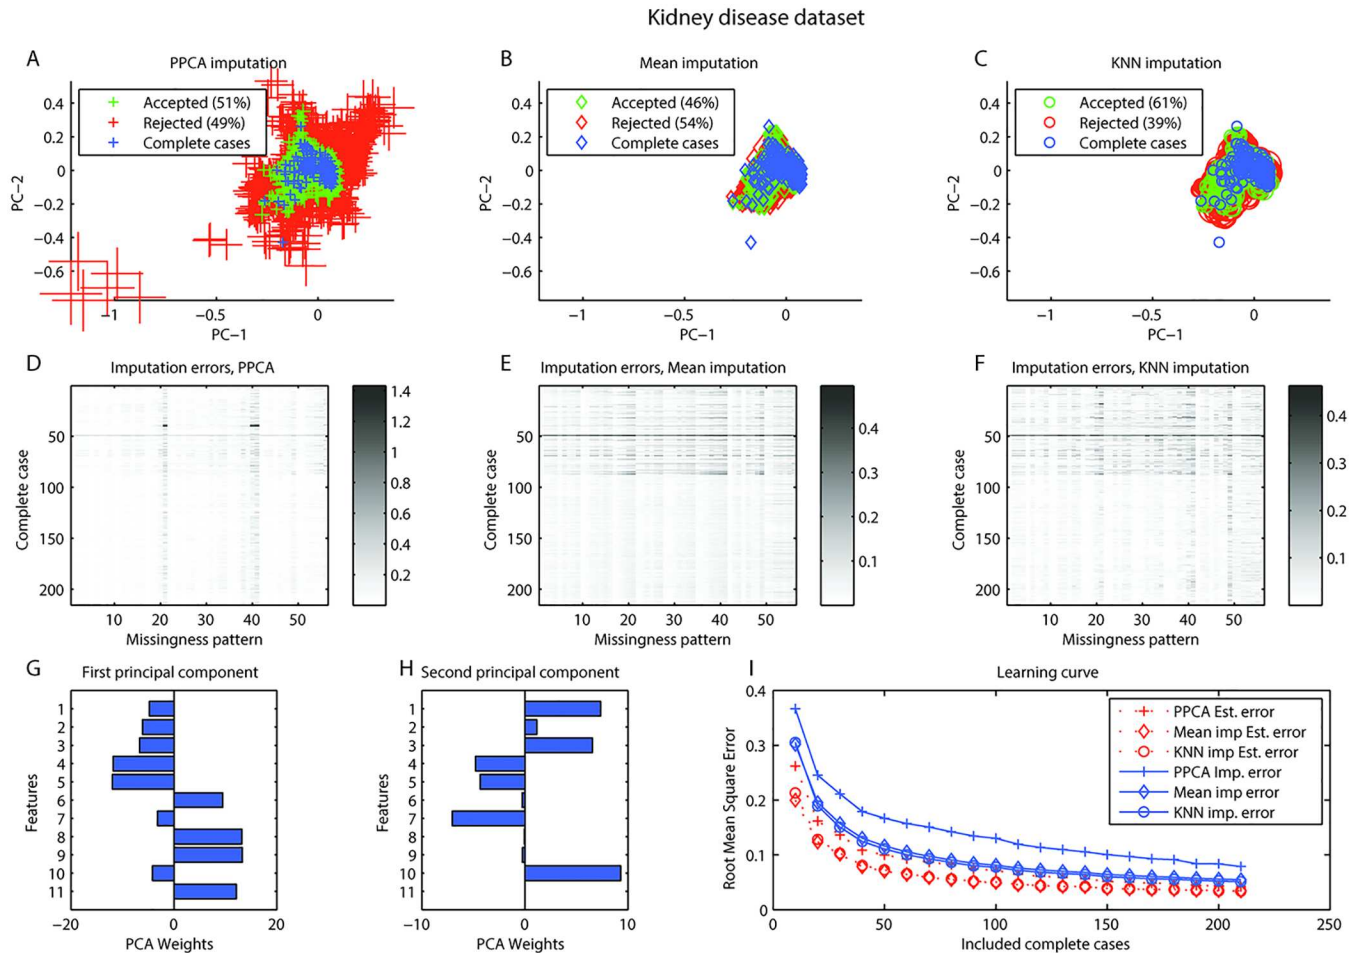 Kidney disease dataset
A
PPCA imputation
Accepted (51%)
Rejected (49%)
Complete cases
0.4
0.2
0
−0.2
−0.4
−0.6
PC−2
−1
−0.5
0
PC−1
B
Mean imputation
Accepted (46%)
Rejected (54%)
Complete cases
0.4
0.2
0
−0.2
−0.4
−0.6
PC−2
−1
−0.5
0
PC−1
C
KNN imputation
Accepted (61%)
Rejected (39%)
Complete cases
0.4
0.2
0
−0.2
−0.4
−0.6
PC−2
−1
−0.5
0
PC−1
D
Imputation errors, PPCA
50
100
150
200
Complete case
10
20
30
40
50
Missingness pattern
1.4
1.2
1
0.8
0.6
0.4
0.2
E
Imputation errors, Mean imputation
50
100
150
200
Complete case
10
20
30
40
50
Missingness pattern
0.4
0.3
0.2
0.1
F
Imputation errors, KNN imputation
50
100
150
200
Complete case
10
20
30
40
50
Missingness pattern
0.4
0.3
0.2
0.1
G
First principal component
1
2
3
4
5
6
7
8
9
10
11
Features
−20
0
20
PCA Weights
H
Second principal component
1
2
3
4
5
6
7
8
9
10
11
Features
−10
0
10
PCA Weights
I
Learning curve
0.4
0.3
0.2
0.1
0
Root Mean Square Error
PPCA Est. error
Mean imp Est. error
KNN imp Est. error
PPCA Imp. error
Mean imp error
KNN imp. error
0
50
100
150
200
250
Included complete cases